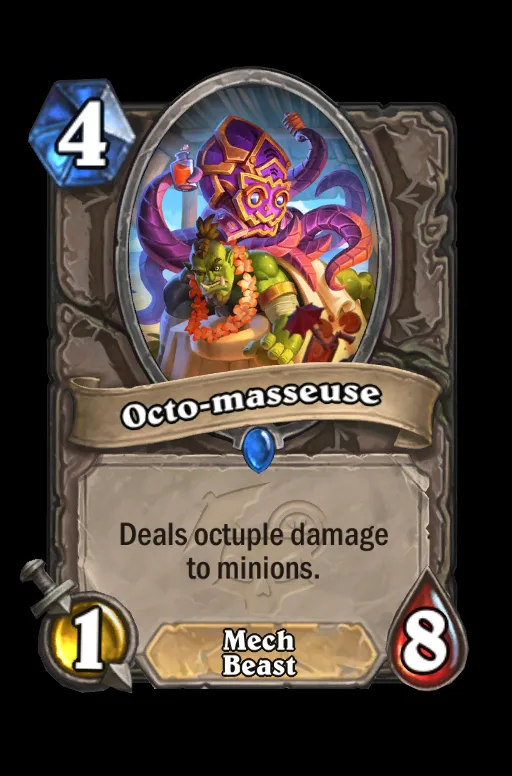 4
Octo-masseuse
Deals octuple damage
to minions.
1
Mech
Beast
8